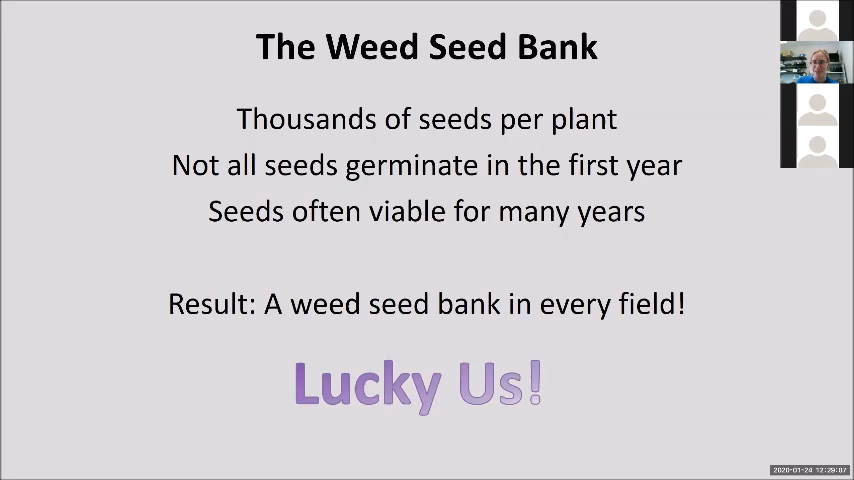 The Weed Seed Bank
Thousands of seeds per plant
Not all seeds germinate in the first year
Seeds often viable for many years
Result: A weed seed bank in every field!
Lucky Us!
2020-01-24 12:29:07